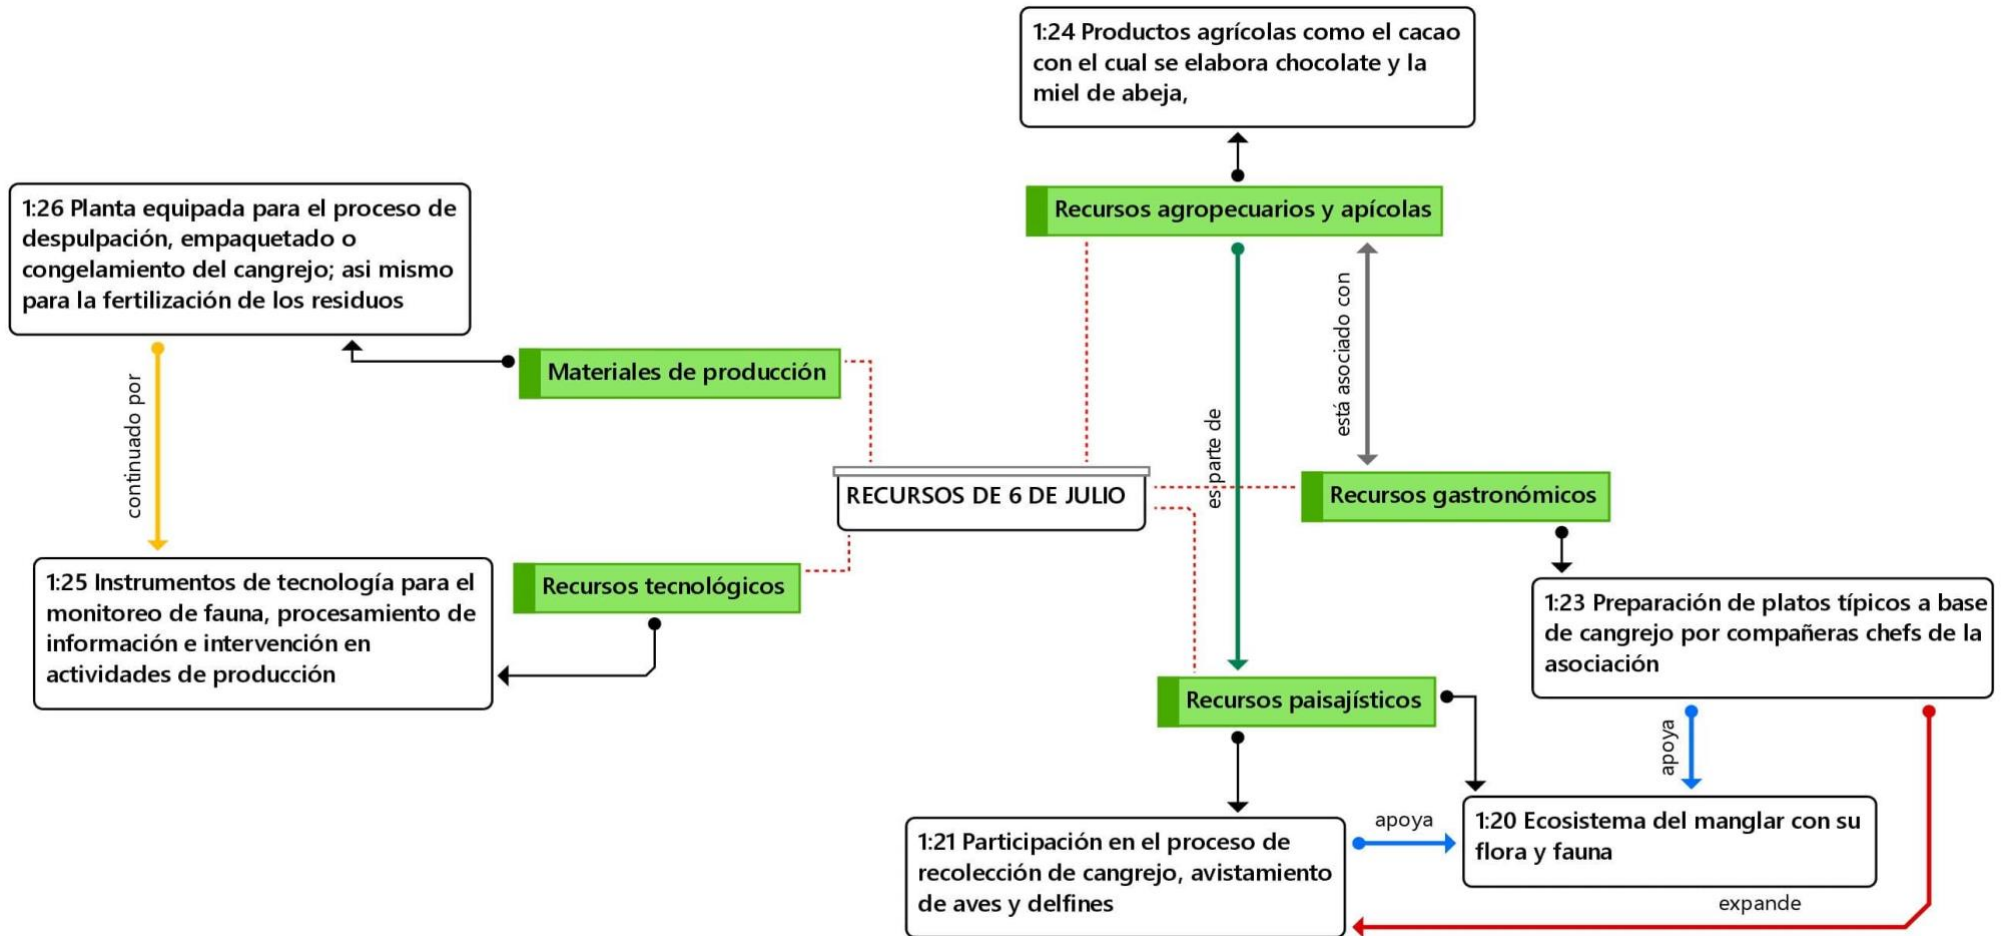 1:24 Productos agrícolas como el cacao
con el cual se elabora chocolate y la
miel de abeja,
Recursos agropecuarios y apícolas
1:26 Planta equipada para el proceso de
despulpación, empaquetado o
congelamiento del cangrejo; asi mismo
para la fertilización de los residuos
Materiales de producción
continuado por
es parte de
está asociado con
RECURSOS DE 6 DE JULIO
Recursos gastronómicos
1:25 Instrumentos de tecnología para el
monitoreo de fauna, procesamiento de
información e intervención en
actividades de producción
Recursos tecnológicos
1:23 Preparación de platos típicos a base
de cangrejo por compañeras chefs de la
asociación
Recursos paisajísticos
apoya
1:21 Participación en el proceso de
recolección de cangrejo, avistamiento
de aves y delfines
apoya
1:20 Ecosistema del manglar con su
flora y fauna
expande